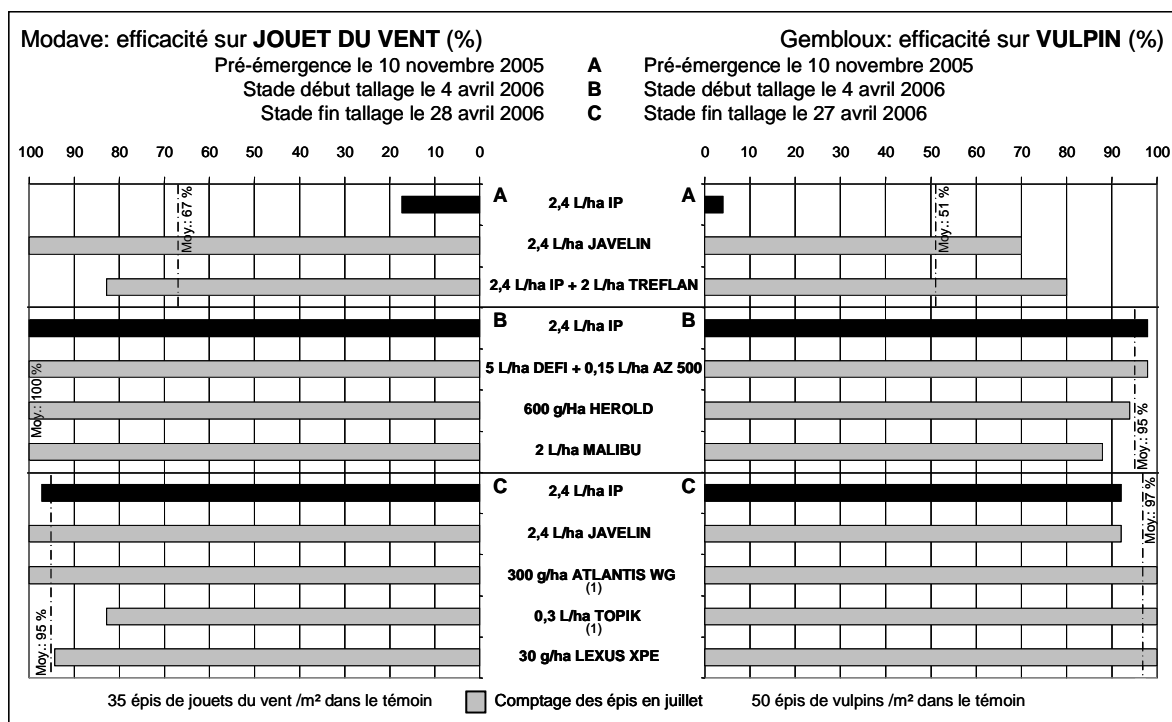 Modave: efficacité sur JOUET DU VENT (%) Gembloux: efficacité sur VULPIN (%)
Pré-émergence le 10 novembre 2005 A Pré-émergence le 10 novembre 2005
Stade début tallage le 4 avril 2006 B Stade début tallage le 4 avril 2006
Stade fin tallage le 28 avril 2006 C Stade fin tallage le 27 avril 2006
100 90 80 70 60 50 40 30 20 10 0 0 10 20 30 40 50 60 70 80 90 100
A 2,4 L/ha IP A
Moy.: 67 % Moy.: 51 %
2,4 L/ha JAVELIN
2,4 L/ha IP + 2 L/ha TREFLAN
B 2,4 L/ha IP B
5 L/ha DEFI + 0,15 L/ha AZ 500
Moy.: 100 % Moy.: 95 %
600 g/Ha HEROLD
2 L/ha MALIBU
C 2,4 L/ha IP C
Moy.: 97 %
2,4 L/ha JAVELIN
300 g/ha ATLANTIS WG
(1)
0,3 L/ha TOPIK
(1)
Moy.: 95 %
30 g/ha LEXUS XPE
35 épis de jouets du vent /m² dans le témoin Comptage des épis en juillet 50 épis de vulpins /m² dans le témoin